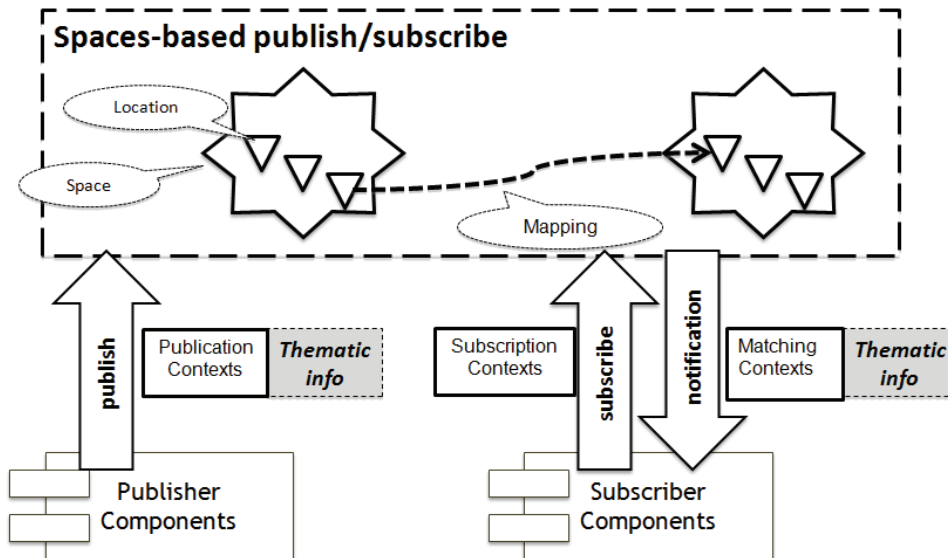 Spaces-based publish/subscribe
Location
Space
Mapping
publish
Publication
Contexts
Thematic
info
Subscription
Contexts
subscribe
notification
Matching
Contexts
Thematic
info
Publisher
Components
Subscriber
Components